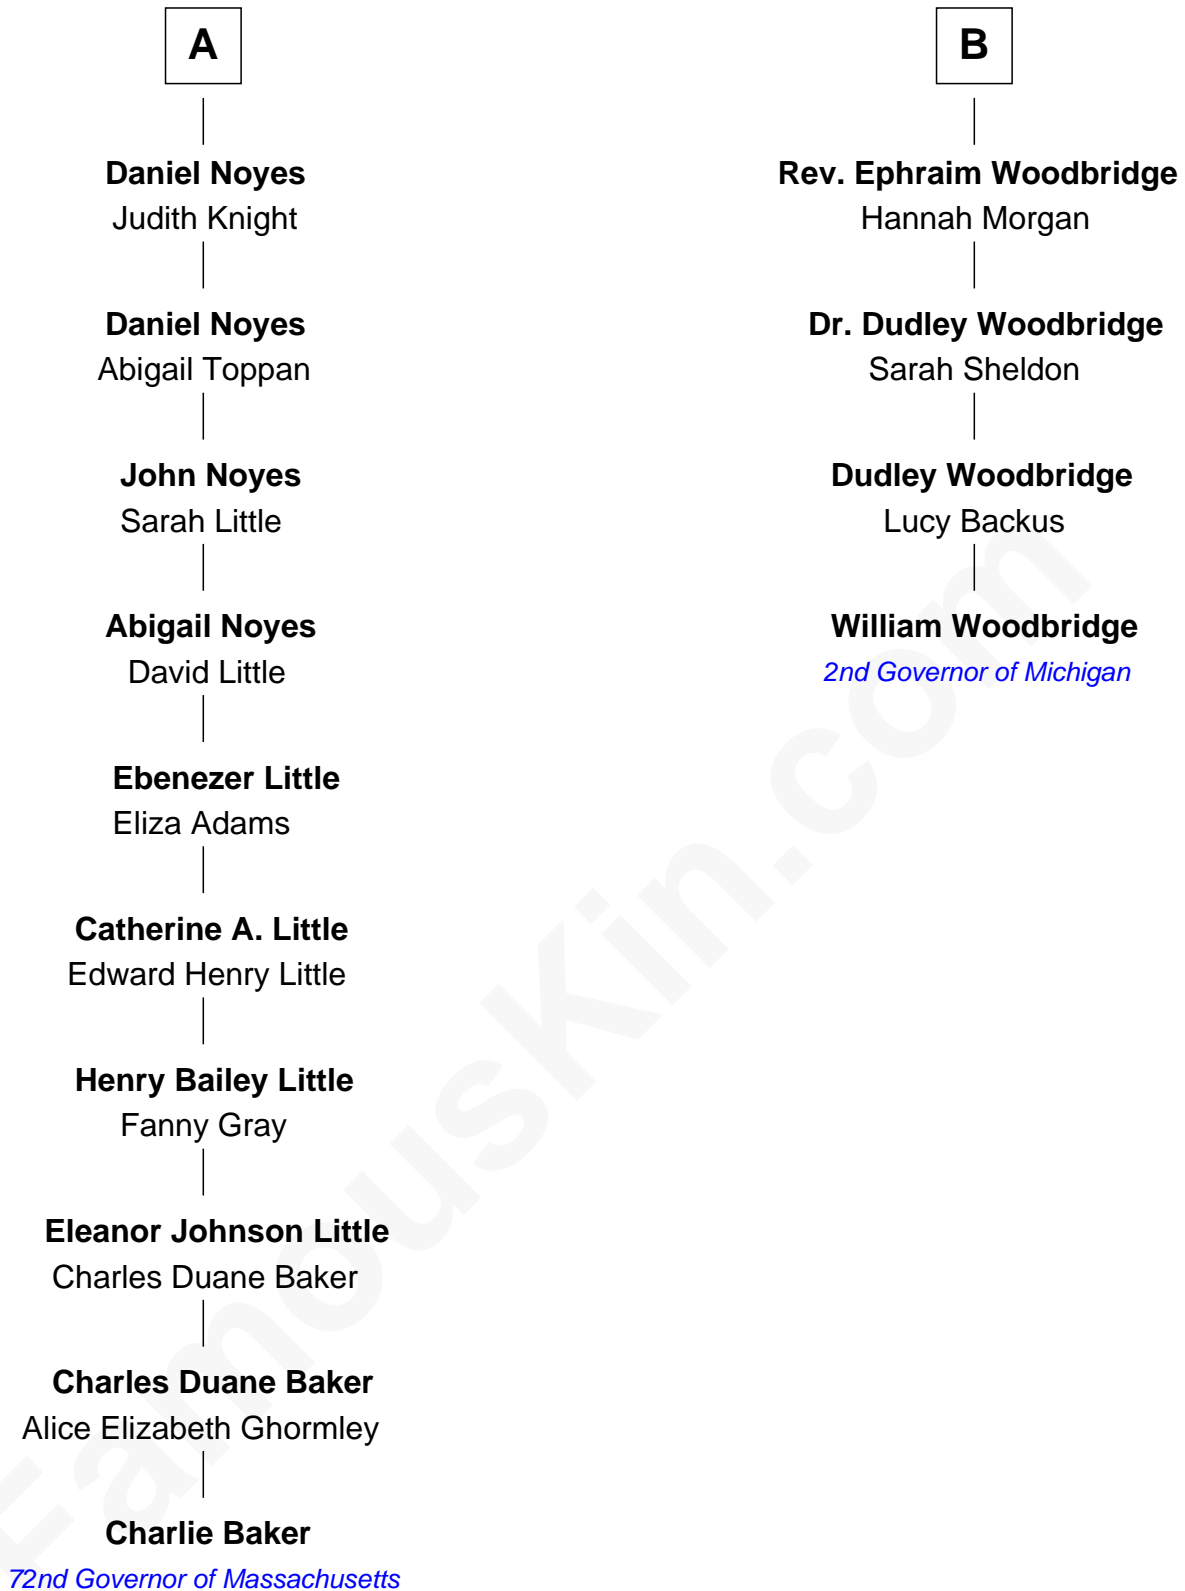 A
Daniel Noyes
Judith Knight
Daniel Noyes
Abigail Toppan
John Noyes
Sarah Little
Abigail Noyes
David Little
Ebenezer Little
Eliza Adams
Catherine A. Little
Edward Henry Little
Henry Bailey Little
Fanny Gray
Eleanor Johnson Little
Charles Duane Baker
Charles Duane Baker
Alice Elizabeth Ghormley
Charlie Baker
72nd Governor of Massachusetts
B
Rev. Ephraim Woodbridge
Hannah Morgan
Dr. Dudley Woodbridge
Sarah Sheldon
Dudley Woodbridge
Lucy Backus
William Woodbridge
2nd Governor of Michigan
FamousKin.com